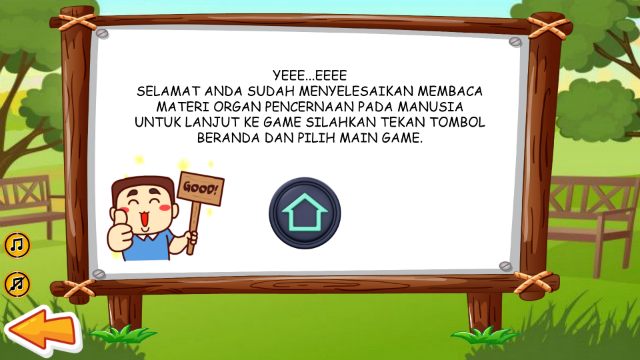 YEEE...EEEE
SELAMAT ANDA SUDAH MENYELESAIKAN MEMBACA
MATERI ORGAN PENCERNAAN PADA MANUSIA
UNTUK LANJUT KE GAME SILAHKAN TEKAN TOMBOL
BERANDA DAN PILIH MAIN GAME.
GOOD!